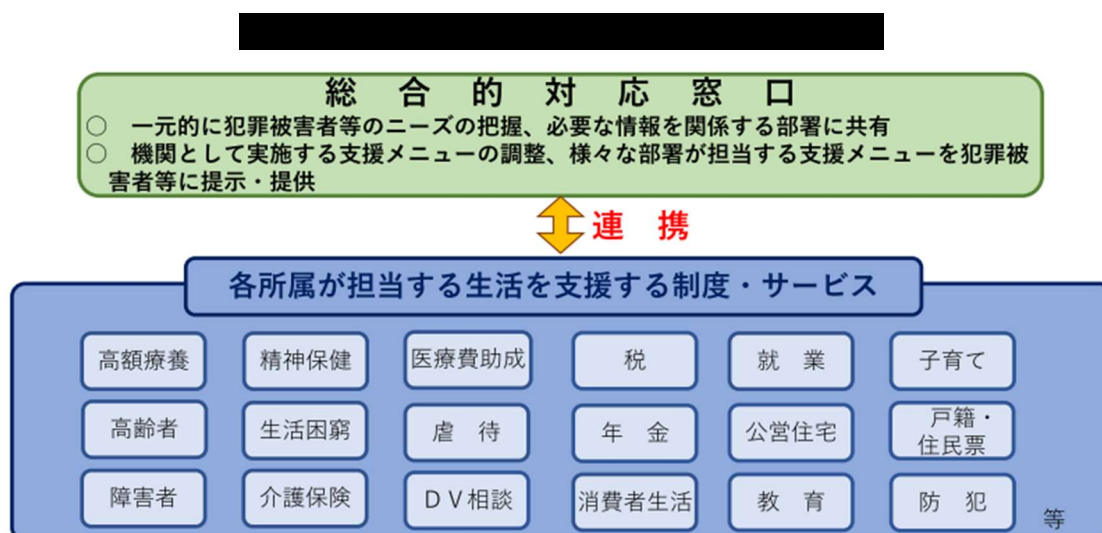 総合的対応窓口
○ 一元的に犯罪被害者等のニーズの把握、必要な情報を関係する部署に共有
○ 機関として実施する支援メニューの調整、様々な部署が担当する支援メニューを犯罪被
害者等に提示・提供
連携
各所属が担当する生活を支援する制度・サービス
高額療養 精神保健 医療費助成 税 就業 子育て
高齢者 生活困窮 虐待 年金 公営住宅 戸籍・
住民票
障害者 介護保険 DV相談 消費者生活 教育 防犯 等